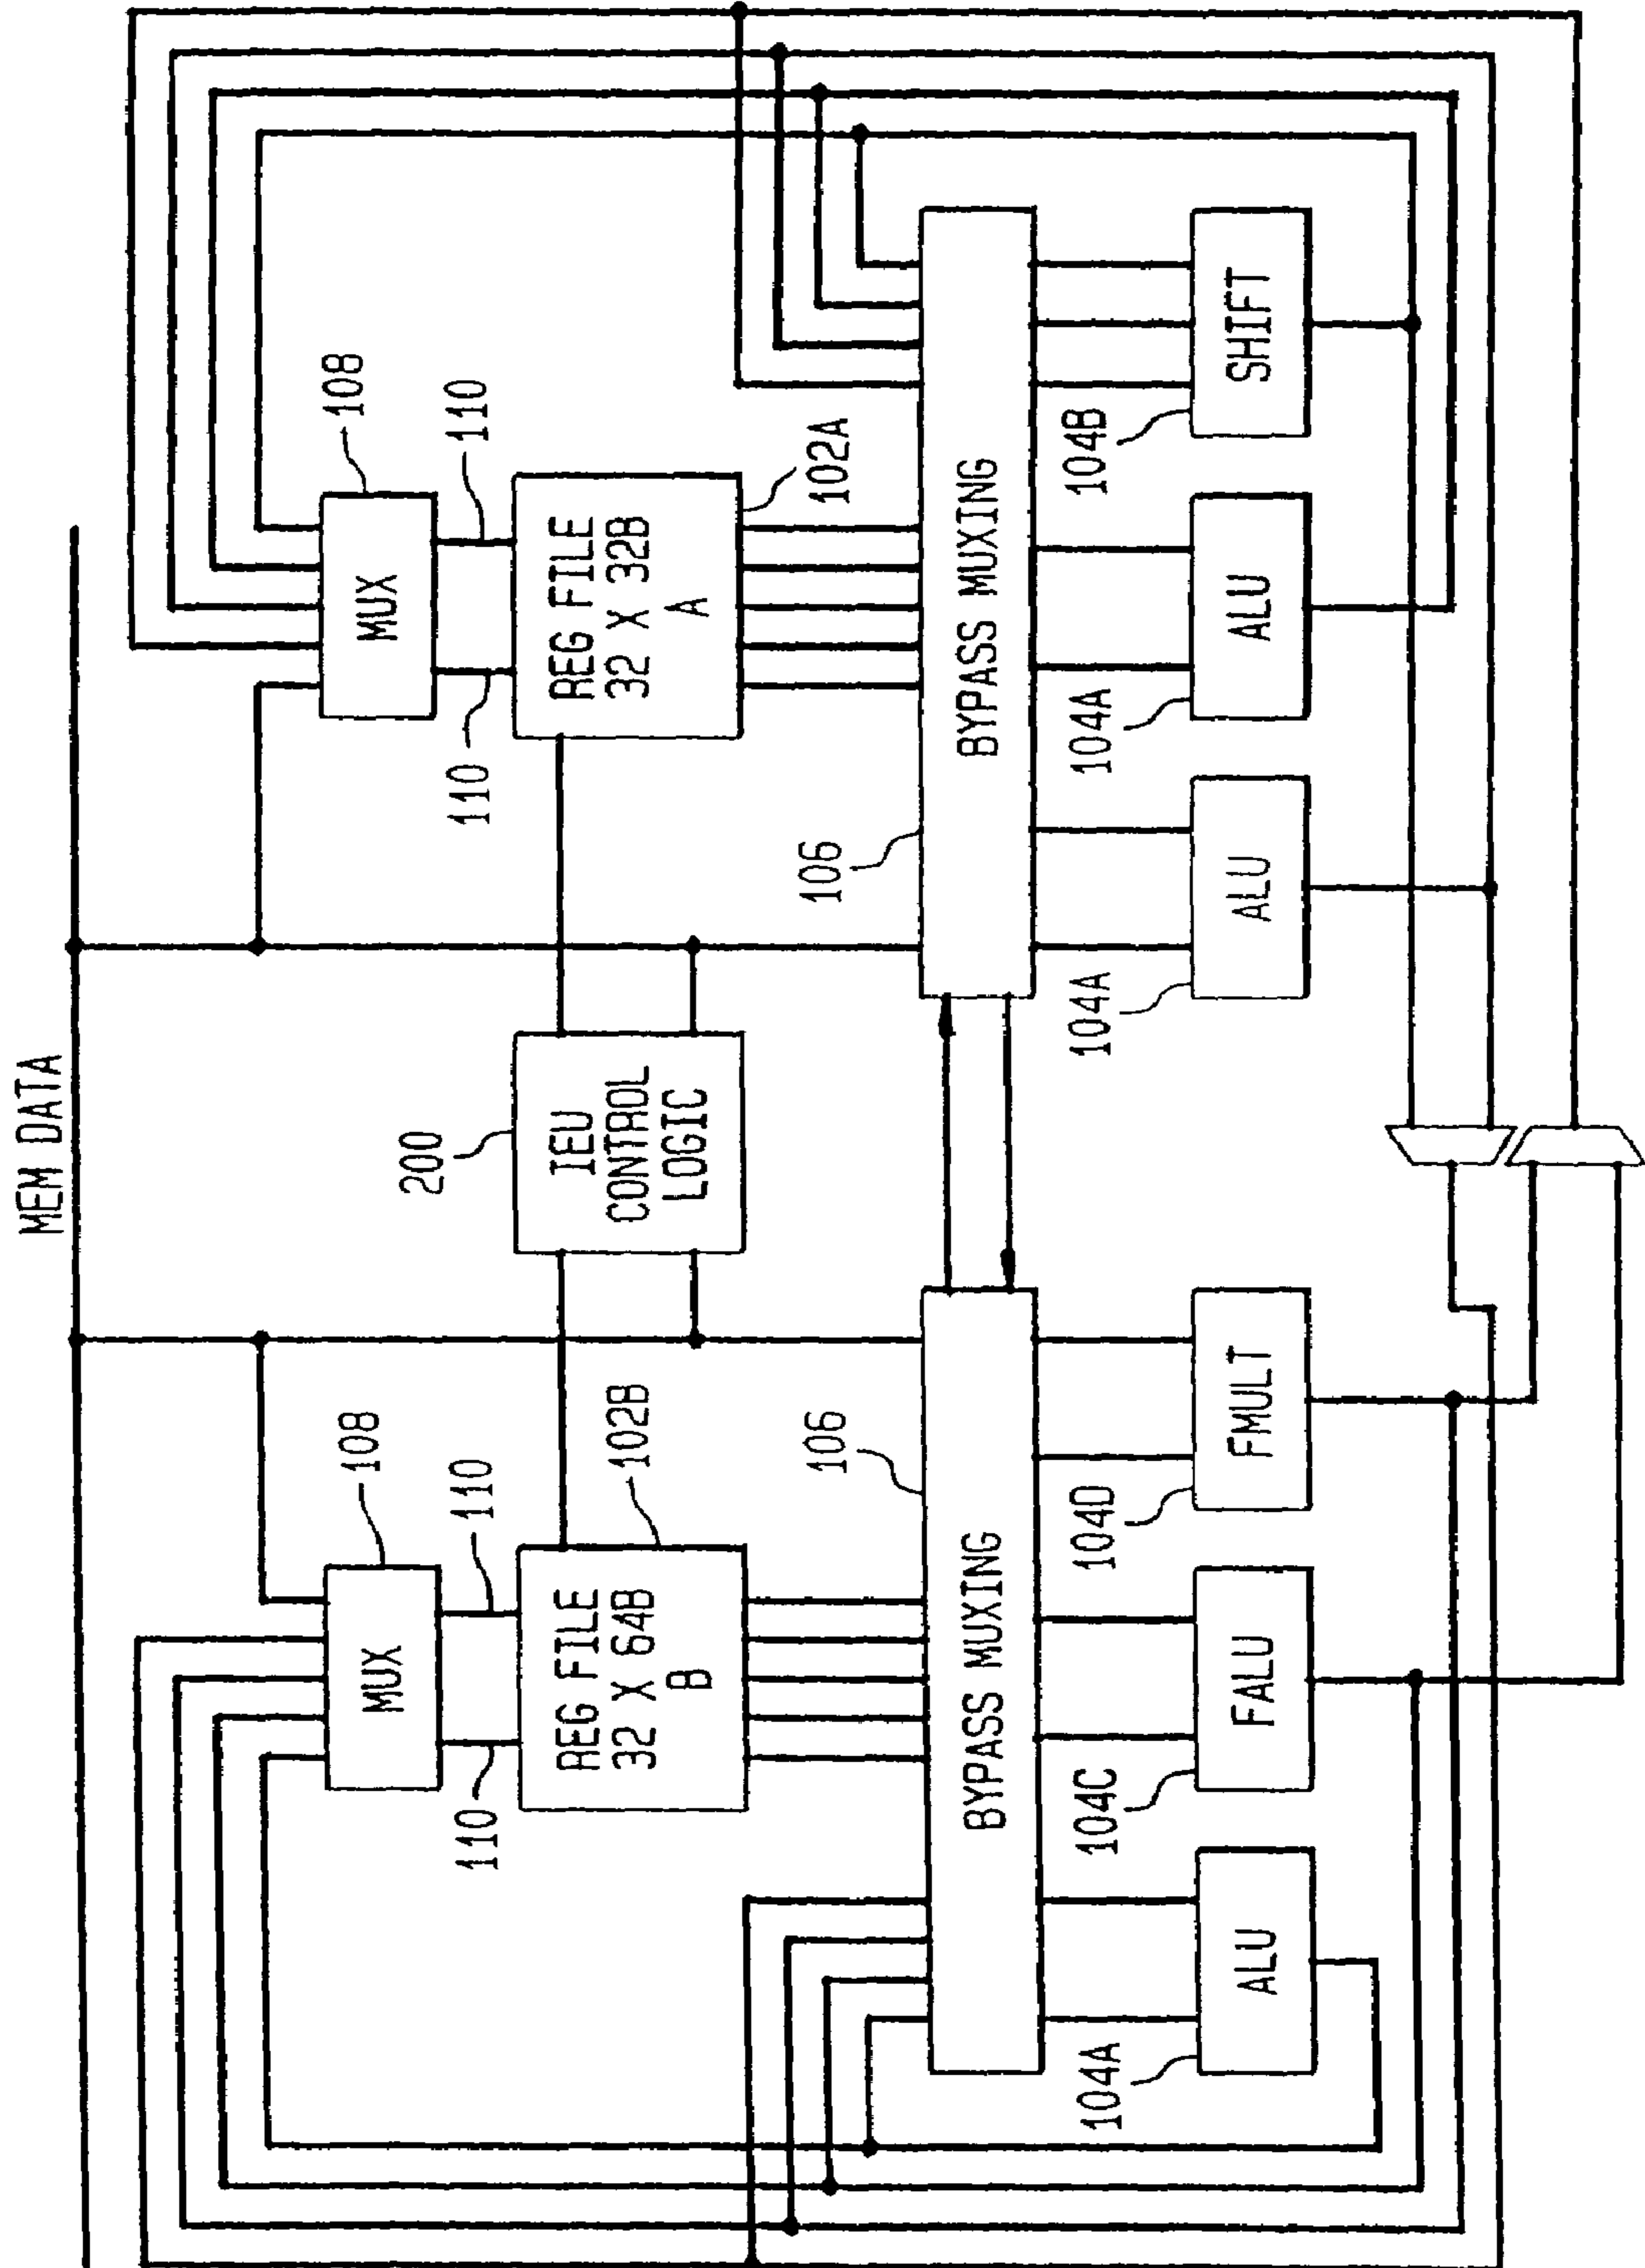 MEM DATA
108
MUX
110
110
REG FILE
32 X 64B
B
102B
200
IEU
CONTROL
LOGIC
108
MUX
110
110
REG FILE
32 X 32B
A
102A
106
BYPASS MUXING
106
BYPASS MUXING
104A
ALU
104C
FALU
104D
FMULT
104A
ALU
104A
ALU
104B
SHIFT